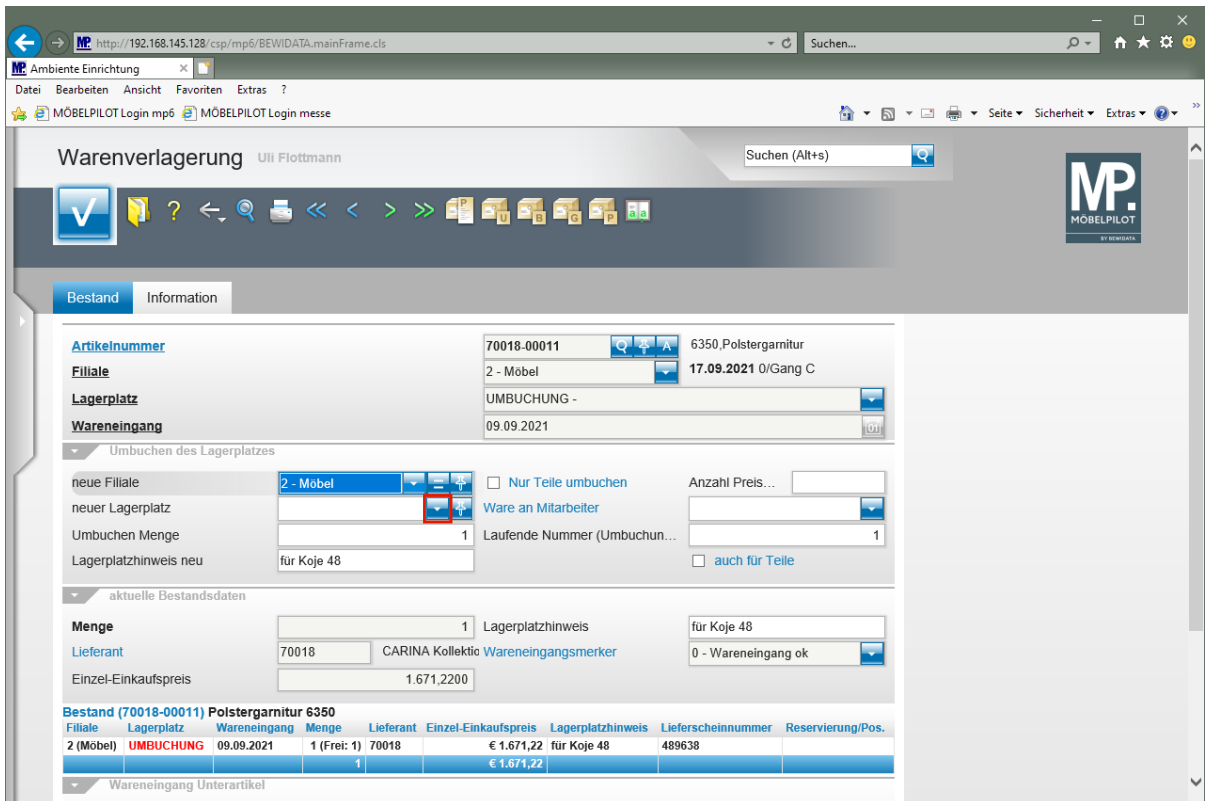 http://192.168.145.128/csp/mp6/BEWIDATA.mainFrame.cls
Suchen...
MP. Ambiente Einrichtung
Datei Bearbeiten Ansicht Favoriten Extras ?
MÖBELPILOT Login mp6 MÖBELPILOT Login messe
Seite Sicherheit Extras
Warenverlagerung Uli Flottmann
Suchen (Alt+s)
MP.
MÖBELPILOT
BY BEWIDATA
Bestand Information
Artikelnummer 70018-00011 A 6350,Polstergarnitur
Filiale 2 - Möbel 17.09.2021 0/Gang C
Lagerplatz UMBUCHUNG -
Wareneingang 09.09.2021 01
Umbuchen des Lagerplatzes
neue Filiale 2 - Möbel Nur Teile umbuchen Anzahl Preis...
neuer Lagerplatz Ware an Mitarbeiter
Umbuchen Menge 1 Laufende Nummer (Umbuchun... 1
Lagerplatzhinweis neu für Koje 48 auch für Teile
aktuelle Bestandsdaten
Menge 1 Lagerplatzhinweis für Koje 48
Lieferant 70018 CARINA Kollektio Wareneingangsmerker 0 - Wareneingang ok
Einzel-Einkaufspreis 1.671,2200
Bestand (70018-00011) Polstergarnitur 6350
Filiale Lagerplatz Wareneingang Menge Lieferant Einzel-Einkaufspreis Lagerplatzhinweis Lieferscheinnummer Reservierung/Pos.
2 (Möbel) UMBUCHUNG 09.09.2021 1 (Frei: 1) 70018 € 1.671,22 für Koje 48 489638
1 € 1.671,22
Wareneingang Unterartikel